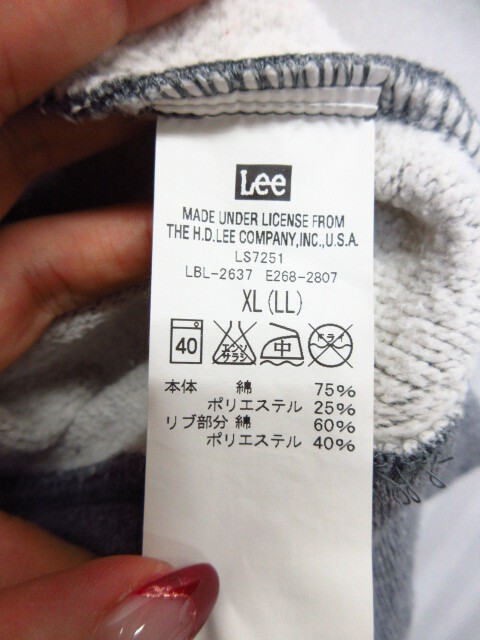 Lee
MADE UNDER LICENSE FROM
THE H.D.LEE COMPANY,INC.,U.S.A.
LS7251
LBL-2637 E268-2807
XL(LL)
40 エンソ サラシ 中 ドライ
本体 綿 75%
ポリエステル 25%
リブ部分 綿 60%
ポリエステル 40%